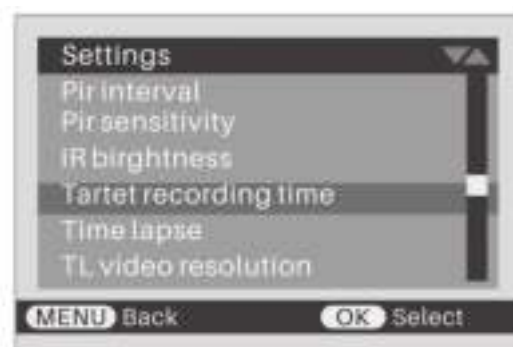 Settings
Pir interval
Pir sensitivity
iR birghtness
Tartet recording time
Time lapse
TL video resolution
MENU Back OK Select